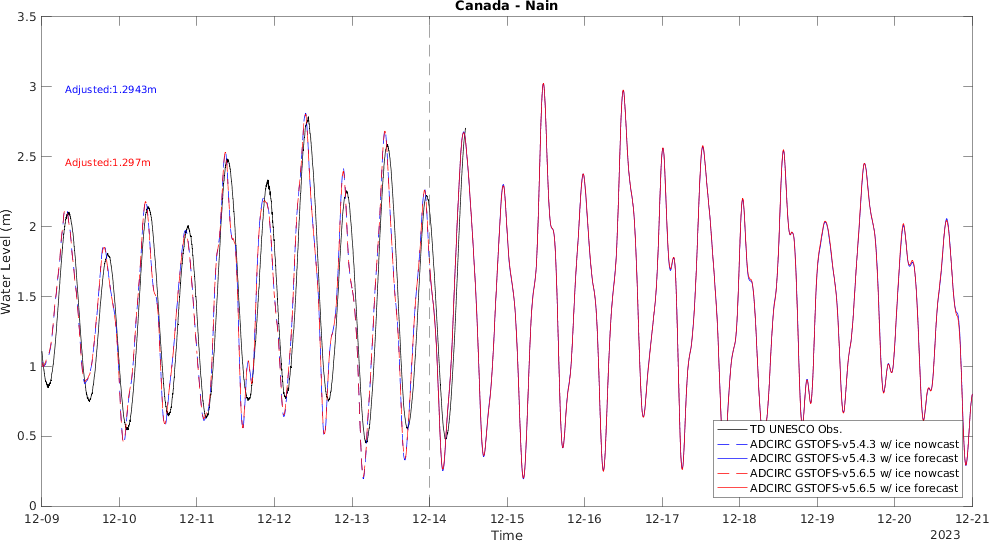 Canada - Nain
3.5
3
2.5
2
1.5
1
0.5
0
Water Level (m)
Adjusted:1.2943m
Adjusted:1.297m
TD UNESCO Obs.
ADCIRC GSTOFS-v5.4.3 w/ ice nowcast
ADCIRC GSTOFS-v5.4.3 w/ ice forecast
ADCIRC GSTOFS-v5.6.5 w/ ice nowcast
ADCIRC GSTOFS-v5.6.5 w/ ice forecast
12-09 12-10 12-11 12-12 12-13 12-14 12-15 12-16 12-17 12-18 12-19 12-20 12-21
Time
2023